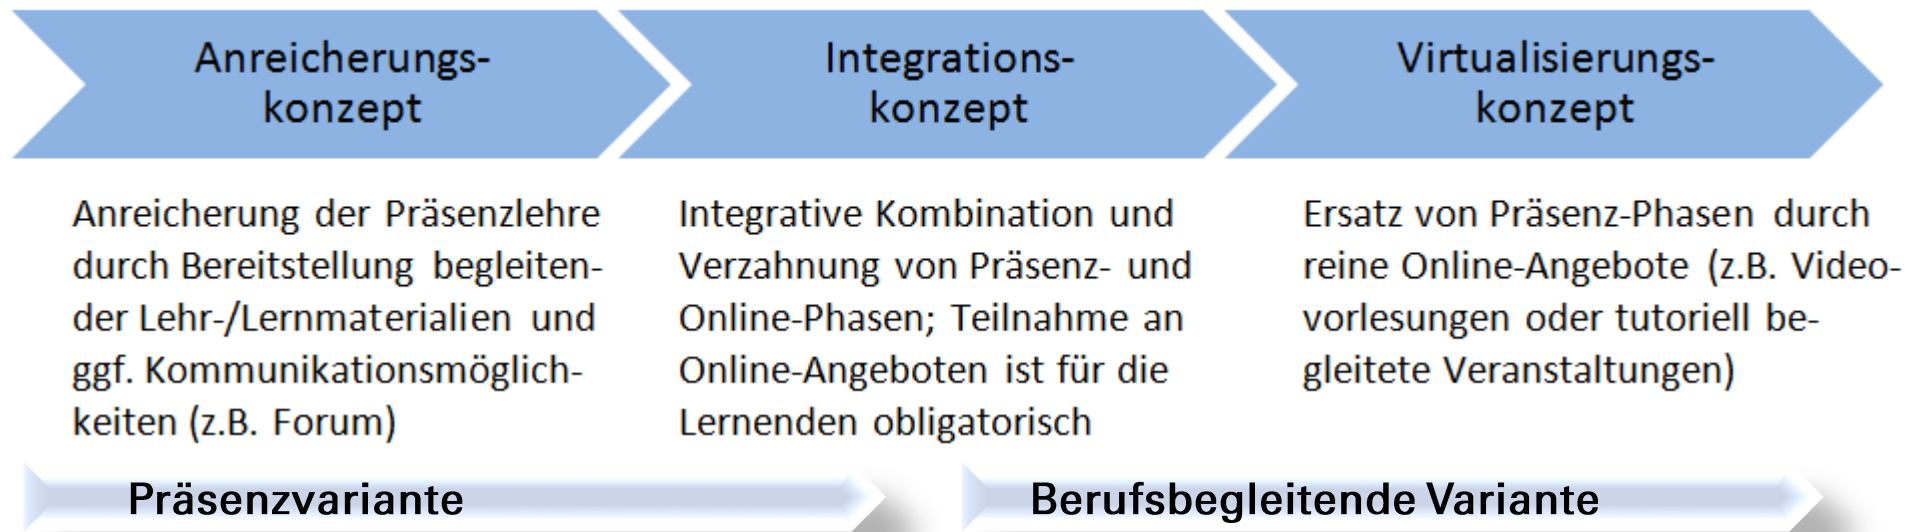 Anreicherungs-
konzept
Integrations-
konzept
Virtualisierungs-
konzept
Anreicherung der Präsenzlehre
durch Bereitstellung begleiten-
der Lehr-/Lernmaterialien und
ggf. Kommunikationsmöglich-
keiten (z.B. Forum)
Integrative Kombination und
Verzahnung von Präsenz- und
Online-Phasen; Teilnahme an
Online-Angeboten ist für die
Lernenden obligatorisch
Ersatz von Präsenz-Phasen durch
reine Online-Angebote (z.B. Video-
vorlesungen oder tutoriell be-
gleitete Veranstaltungen)
Präsenzvariante
Berufsbegleitende Variante